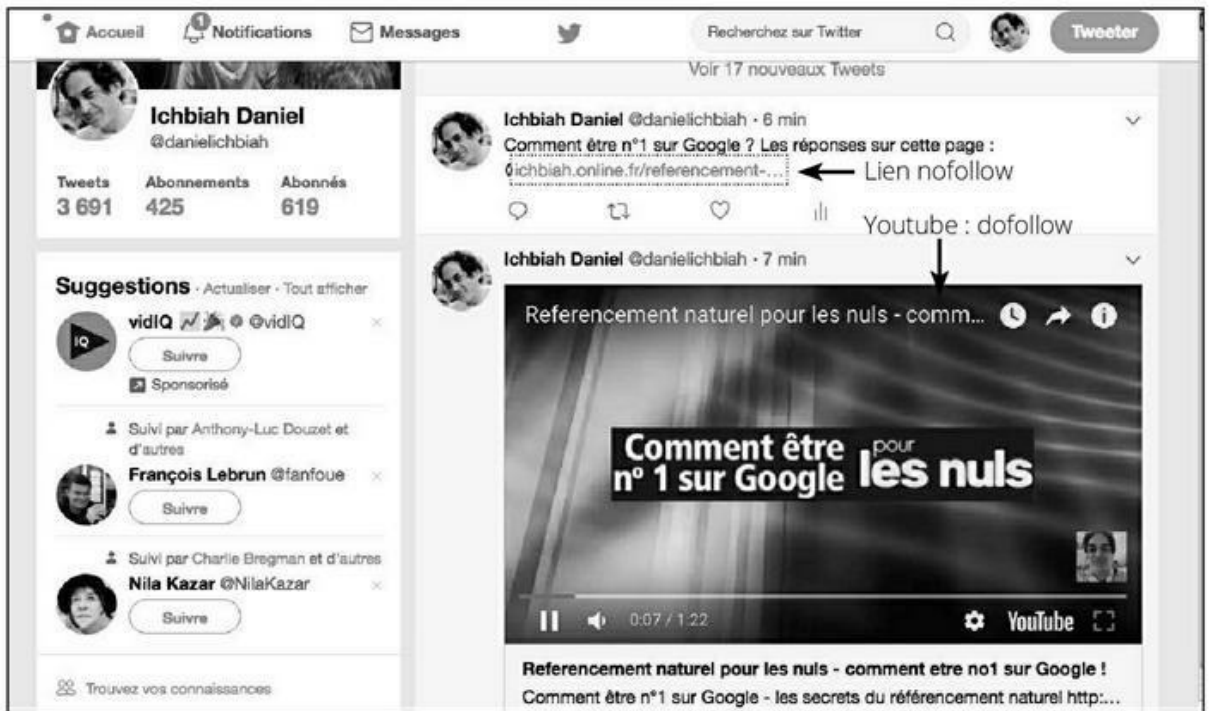 Accueil
1
Notifications
Messages
Recherchez sur Twitter
Tweeter
Ichbiah Daniel
@danielichbiah
Tweets Abonnements Abonnés
3 691 425 619
Suggestions · Actualiser · Tout afficher
vidIQ @vidIQ
IQ
Suivre
Sponsorisé
Suivi par Anthony-Luc Douzet et
d'autres
François Lebrun @fanfoue
Suivre
Suivi par Charlie Bregman et d'autres
Nila Kazar @NilaKazar
Suivre
Trouvez vos connaissances
Voir 17 nouveaux Tweets
Ichbiah Daniel @danielichbiah · 6 min
Comment être n°1 sur Google ? Les réponses sur cette page :
ichbiah.online.fr/referencement-...
Lien nofollow
Youtube : dofollow
Ichbiah Daniel @danielichbiah · 7 min
Referencement naturel pour les nuls - comm...
Comment être
n° 1 sur Google
pour
les nuls
0:07 / 1:22
YouTube
Referencement naturel pour les nuls - comment etre no1 sur Google !
Comment être n°1 sur Google - les secrets du référencement naturel http:...